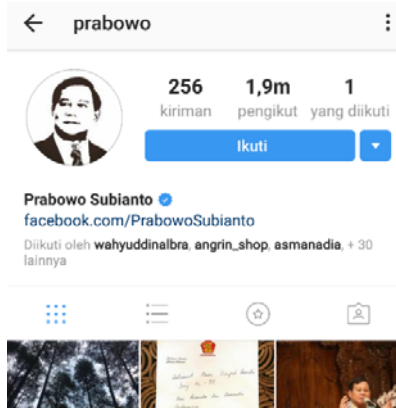 prabowo
256 1,9m 1
kiriman pengikut yang diikuti
Ikuti
Prabowo Subianto
facebook.com/PrabowoSubianto
Diikuti oleh wahyuddinalbra, angrin_shop, asmanadia, + 30
lainnya